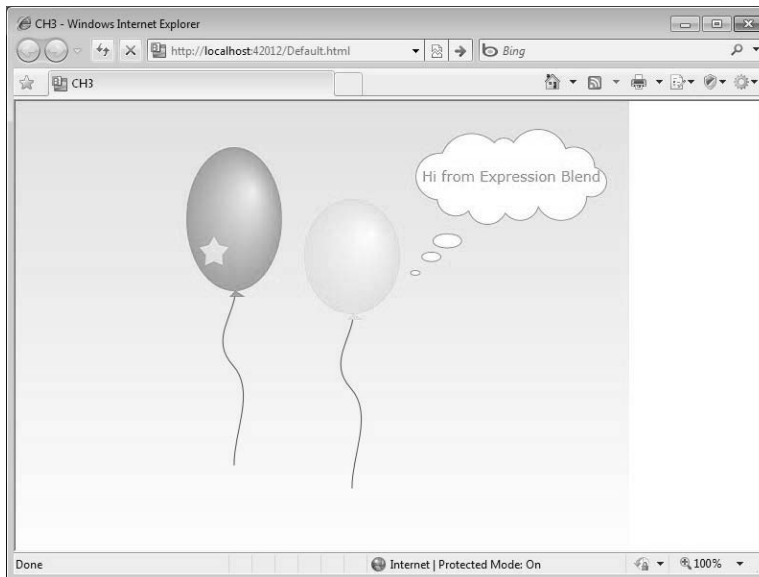 CH3 - Windows Internet Explorer
http://localhost:42012/Default.html
Bing
CH3
Hi from Expression Blend
Done
Internet | Protected Mode: On
100%